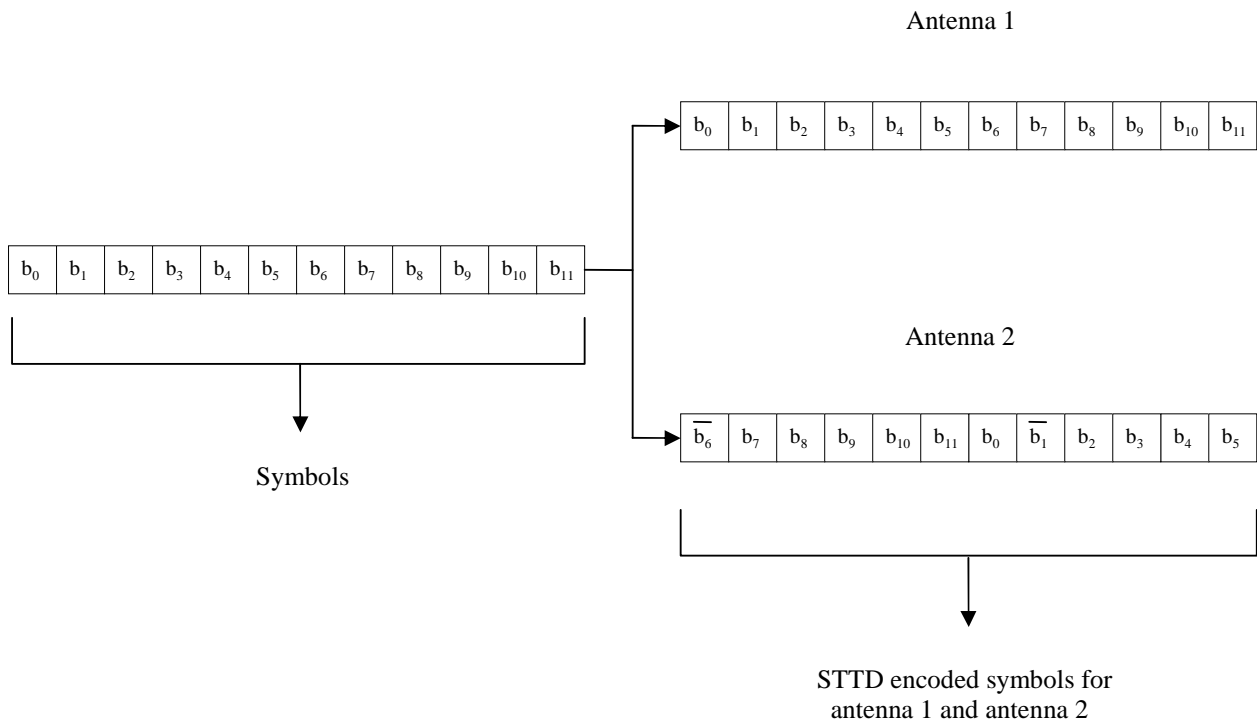 Antenna 1
b₀ b₁ b₂ b₃ b₄ b₅ b₆ b₇ b₈ b₉ b₁₀ b₁₁
b₀ b₁ b₂ b₃ b₄ b₅ b₆ b₇ b₈ b₉ b₁₀ b₁₁
Antenna 2
b̅₆ b₇ b₈ b₉ b₁₀ b₁₁ b₀ b̅₁ b₂ b₃ b₄ b₅
Symbols
STTD encoded symbols for
antenna 1 and antenna 2